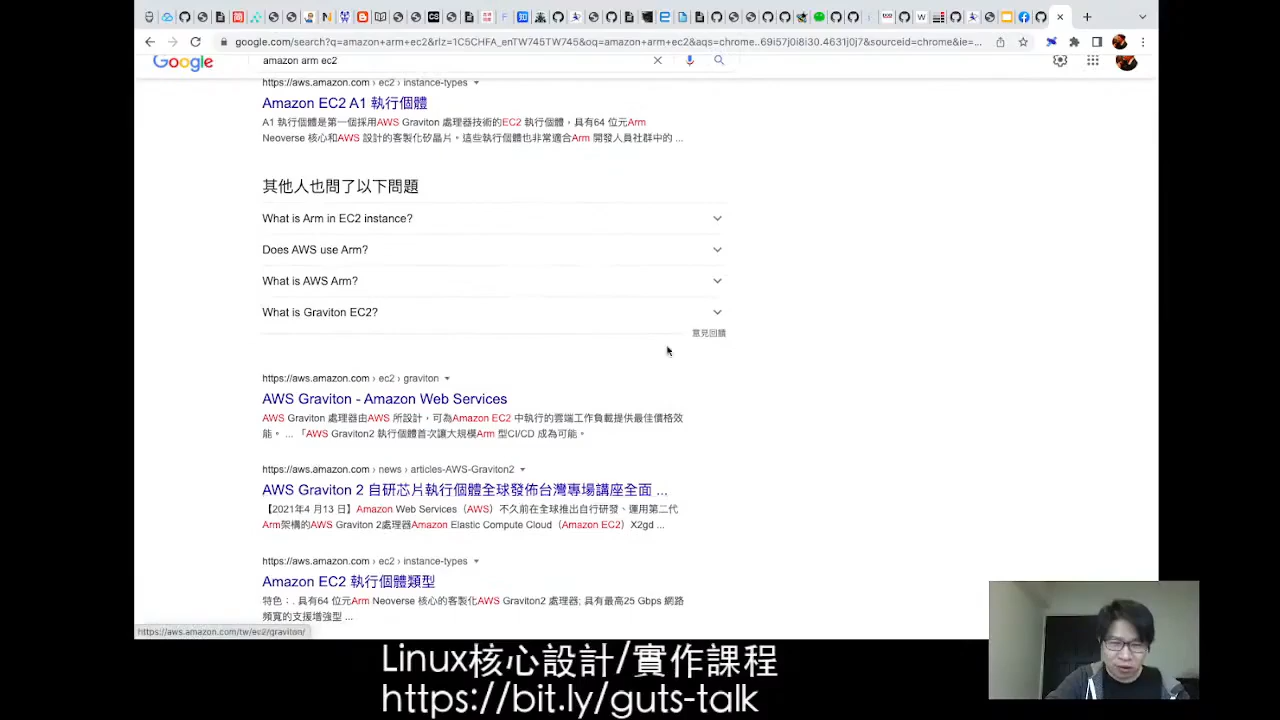 google.com/search?q=amazon+arm+ec2&rlz=1C5CHFA_enTW745TW745&oq=amazon+arm+ec2&aqs=chrome..69i57j0i8i30.4631j0j7&sourceid=chrome&ie=...
Google
amazon arm ec2
https://aws.amazon.com › ec2 › instance-types
Amazon EC2 A1 執行個體
A1 執行個體是第一個採用AWS Graviton 處理器技術的EC2 執行個體，具有64 位元Arm
Neoverse 核心和AWS 設計的客製化矽晶片。這些執行個體也非常適合Arm 開發人員社群中的 ...
其他人也問了以下問題
What is Arm in EC2 instance?
Does AWS use Arm?
What is AWS Arm?
What is Graviton EC2?
意見回饋
https://aws.amazon.com › ec2 › graviton
AWS Graviton - Amazon Web Services
AWS Graviton 處理器由AWS 所設計，可為Amazon EC2 中執行的雲端工作負載提供最佳價格效
能。 ... 「AWS Graviton2 執行個體首次讓大規模Arm 型CI/CD 成為可能。
https://aws.amazon.com › news › articles-AWS-Graviton2
AWS Graviton 2 自研芯片執行個體全球發佈台灣專場講座全面 ...
【2021年4 月13 日】Amazon Web Services（AWS）不久前在全球推出自行研發、運用第二代
Arm架構的AWS Graviton 2處理器Amazon Elastic Compute Cloud（Amazon EC2）X2gd ...
https://aws.amazon.com › ec2 › instance-types
Amazon EC2 執行個體類型
特色：. 具有64 位元Arm Neoverse 核心的客製化AWS Graviton2 處理器; 具有最高25 Gbps 網路
頻寬的支援增強型 ...
https://aws.amazon.com/tw/ec2/graviton/
Linux核心設計/實作課程
https://bit.ly/guts-talk